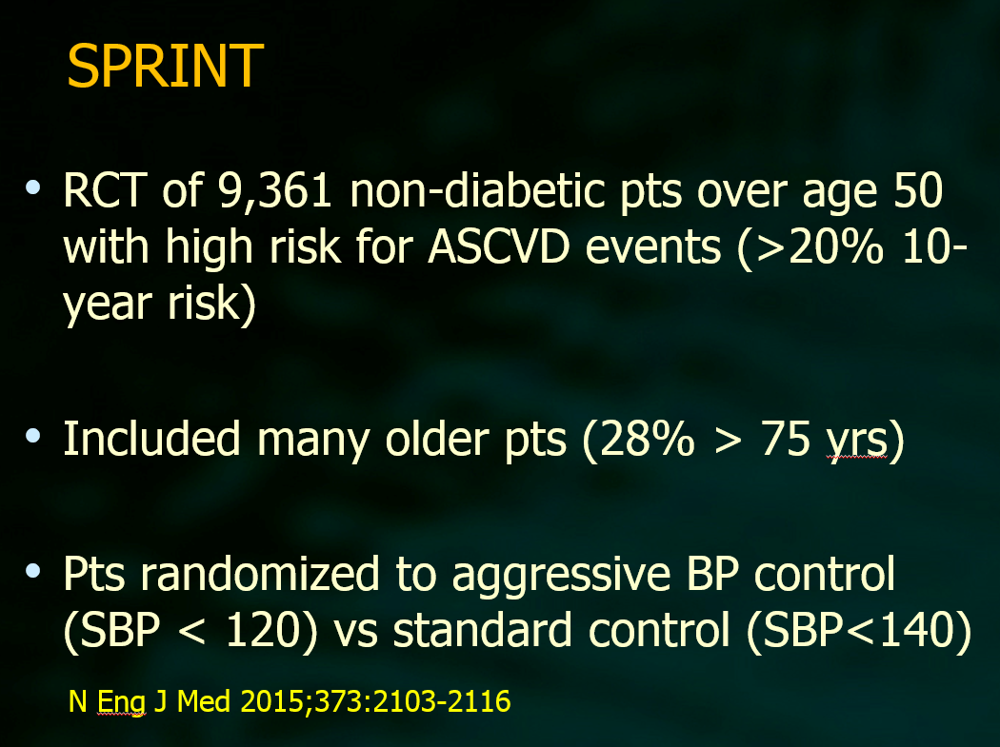 SPRINT
• RCT of 9,361 non-diabetic pts over age 50
with high risk for ASCVD events (>20% 10-
year risk)
• Included many older pts (28% > 75 yrs)
• Pts randomized to aggressive BP control
(SBP < 120) vs standard control (SBP<140)
N Eng J Med 2015;373:2103-2116